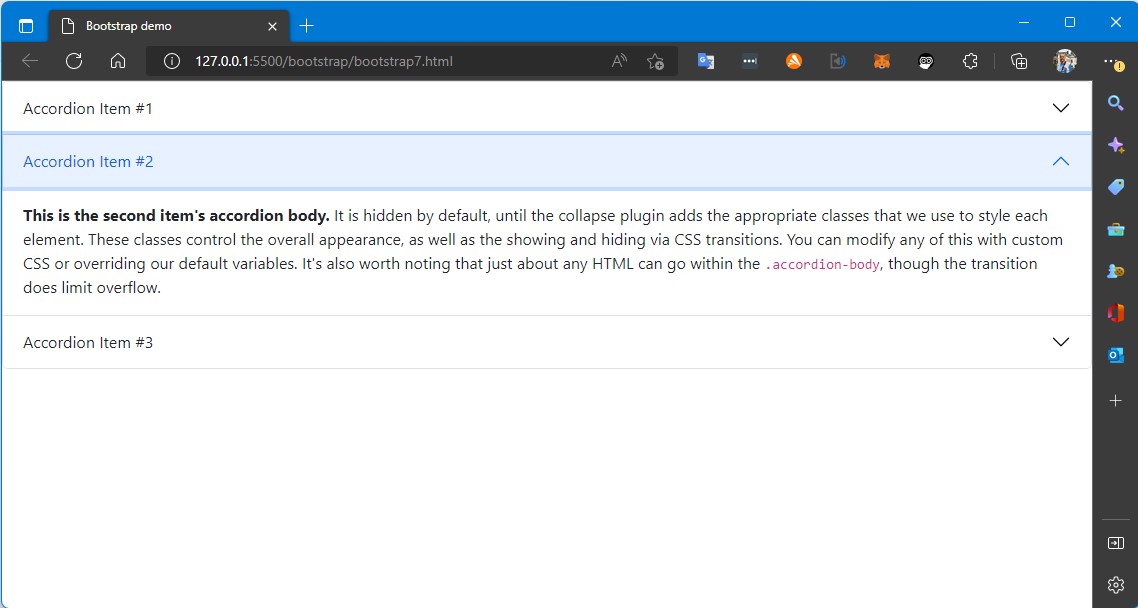 Bootstrap demo
127.0.0.1:5500/bootstrap/bootstrap7.html
Accordion Item #1
Accordion Item #2
This is the second item's accordion body. It is hidden by default, until the collapse plugin adds the appropriate classes that we use to style each
element. These classes control the overall appearance, as well as the showing and hiding via CSS transitions. You can modify any of this with custom
CSS or overriding our default variables. It's also worth noting that just about any HTML can go within the .accordion-body, though the transition
does limit overflow.
Accordion Item #3